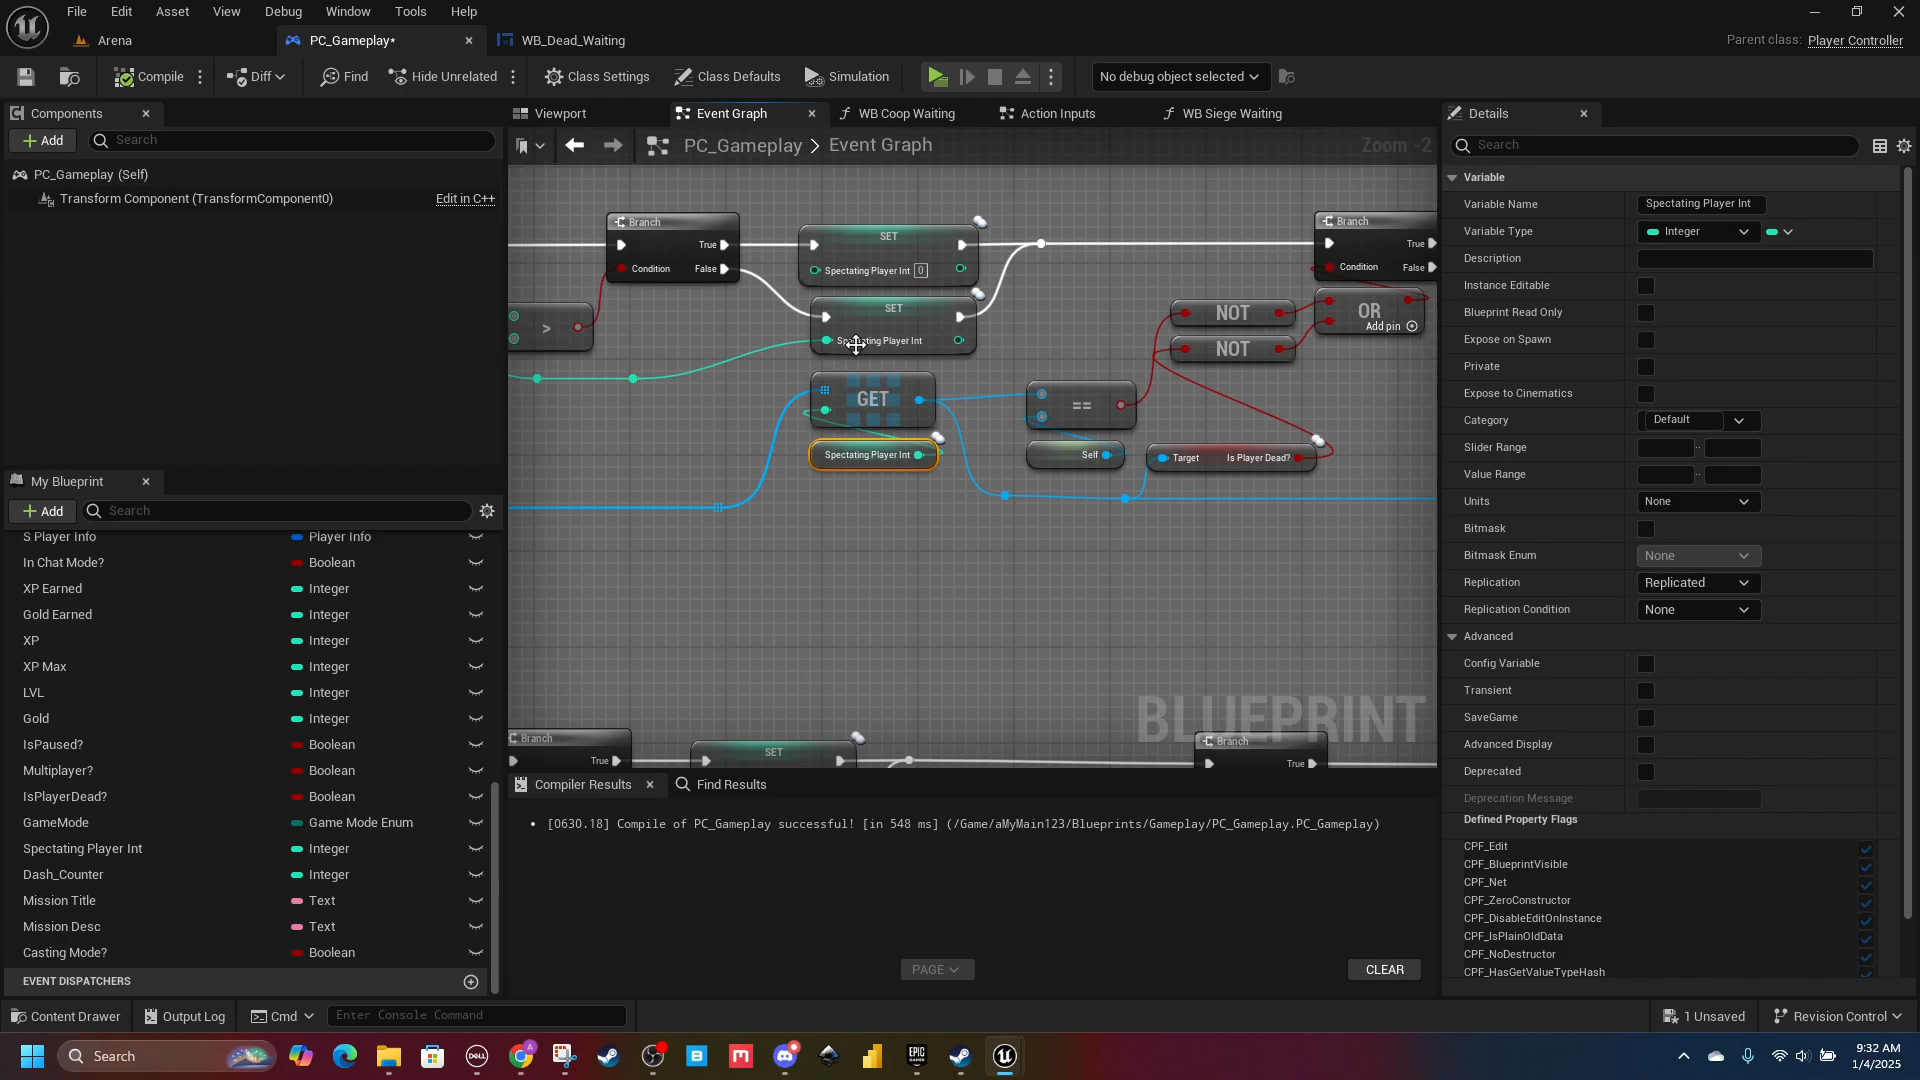 File Edit Asset View Debug Window Tools Help
Arena
PC_Gameplay*
WB_Dead_Waiting
Parent class: Player Controller
Compile
Diff
Find
Hide Unrelated
Class Settings
Class Defaults
Simulation
No debug object selected
Components
Add
Search
PC_Gameplay (Self)
Transform Component (TransformComponent0)
Edit in C++
My Blueprint
Add
Search
S Player Info Player Info
In Chat Mode? Boolean
XP Earned Integer
Gold Earned Integer
XP Integer
XP Max Integer
LVL Integer
Gold Integer
IsPaused? Boolean
Multiplayer? Boolean
IsPlayerDead? Boolean
GameMode Game Mode Enum
Spectating Player Int Integer
Dash_Counter Integer
Mission Title Text
Mission Desc Text
Casting Mode? Boolean
EVENT DISPATCHERS
Viewport
Event Graph
WB Coop Waiting
Action Inputs
WB Siege Waiting
PC_Gameplay > Event Graph
Zoom -2
Branch
True
Condition False
SET
Spectating Player Int 0
SET
Spectating Player Int
>
GET
Spectating Player Int
==
Self
NOT
NOT
OR
Add pin
Target Is Player Dead?
Branch
True
Condition
False
BLUEPRINT
Branch
True
SET
Branch
True
Compiler Results
Find Results
[0630.18] Compile of PC_Gameplay successful! [in 548 ms] (/Game/aMyMain123/Blueprints/Gameplay/PC_Gameplay.PC_Gameplay)
PAGE
CLEAR
Details
Search
Variable
Variable Name Spectating Player Int
Variable Type Integer
Description
Instance Editable
Blueprint Read Only
Expose on Spawn
Private
Expose to Cinematics
Category Default
Slider Range
Value Range
Units None
Bitmask
Bitmask Enum None
Replication Replicated
Replication Condition None
Advanced
Config Variable
Transient
SaveGame
Advanced Display
Deprecated
Deprecation Message
Defined Property Flags
CPF_Edit
CPF_BlueprintVisible
CPF_Net
CPF_ZeroConstructor
CPF_DisableEditOnInstance
CPF_IsPlainOldData
CPF_NoDestructor
CPF_HasGetValueTypeHash
Content Drawer
Output Log
Cmd
Enter Console Command
1 Unsaved
Revision Control
Search
9:32 AM
1/4/2025